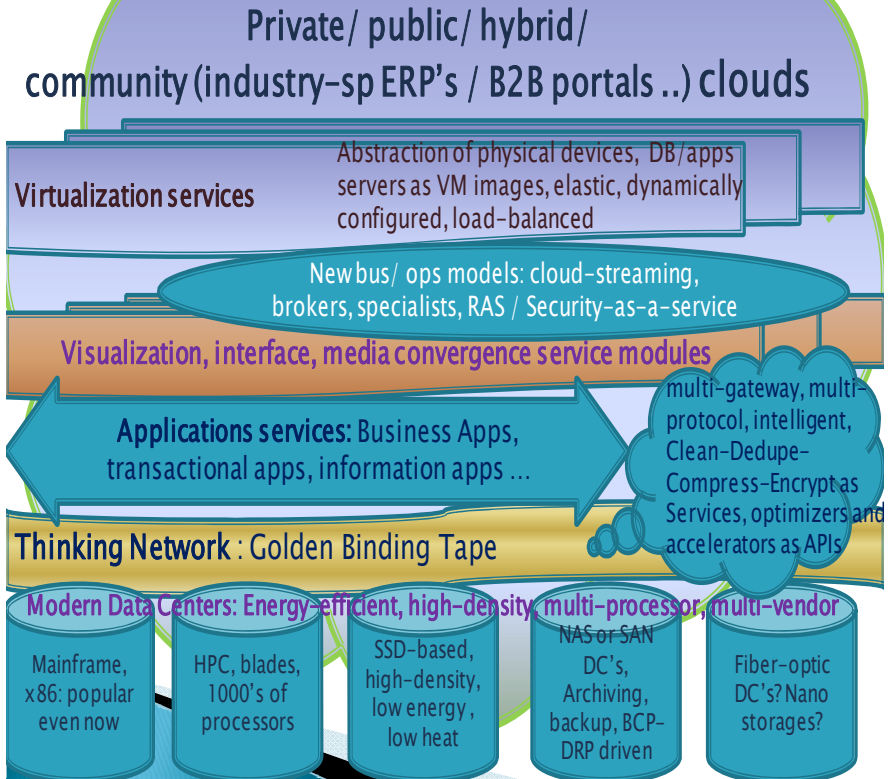 Private/ public/ hybrid/
community (industry-sp ERP's / B2B portals ..) clouds
Virtualization services
Abstraction of physical devices, DB/apps
servers as VM images, elastic, dynamically
configured, load-balanced
New bus/ ops models: cloud-streaming,
brokers, specialists, RAS / Security-as-a-service
Visualization, interface, media convergence service modules
Applications services: Business Apps,
transactional apps, information apps ...
multi-gateway, multi-
protocol, intelligent,
Clean-Dedupe-
Compress-Encrypt as
Services, optimizers and
accelerators as APIs
Thinking Network : Golden Binding Tape
Modern Data Centers: Energy-efficient, high-density, multi-processor, multi-vendor
Mainframe,
x86: popular
even now
HPC, blades,
1000's of
processors
SSD-based,
high-density,
low energy ,
low heat
NAS or SAN
DC's,
Archiving,
backup, BCP-
DRP driven
Fiber-optic
DC's? Nano
storages?